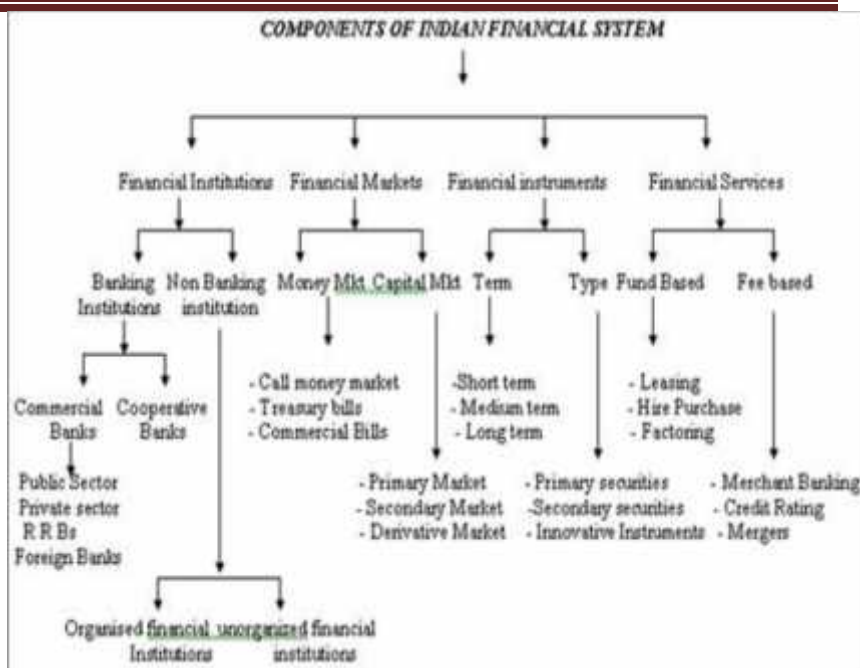 COMPONENTS OF INDIAN FINANCIAL SYSTEM
Financial Institutions
Financial Markets
Financial instruments
Financial Services
Banking
Institutions
Non Banking
institution
Money Mkt
Capital Mkt
Term
Type
Fund Based
Fee based
Commercial
Banks
Cooperative
Banks
- Call money market
- Treasury bills
- Commercial Bills
-Short term
- Medium term
- Long term
- Leasing
- Hire Purchase
- Factoring
Public Sector
Private sector
R R Bs
Foreign Banks
- Primary Market
- Secondary Market
- Derivative Market
- Primary securities
-Secondary securities
- Innovative Instruments
- Merchant Banking
- Credit Rating
- Mergers
Organised financial
Institutions
unorganized financial
institutions